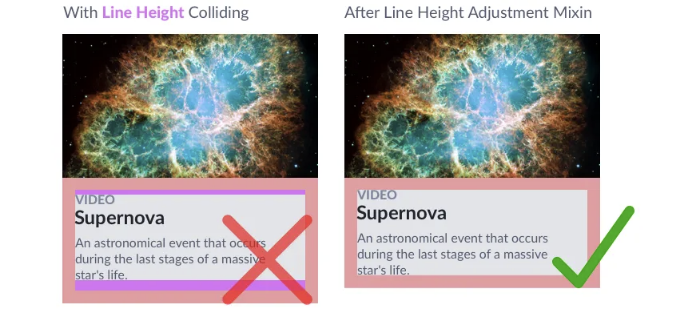 With Line Height Colliding
After Line Height Adjustment Mixin
VIDEO
Supernova
An astronomical event that occurs
during the last stages of a massive
star's life.
VIDEO
Supernova
An astronomical event that occurs
during the last stages of a massive
star's life.